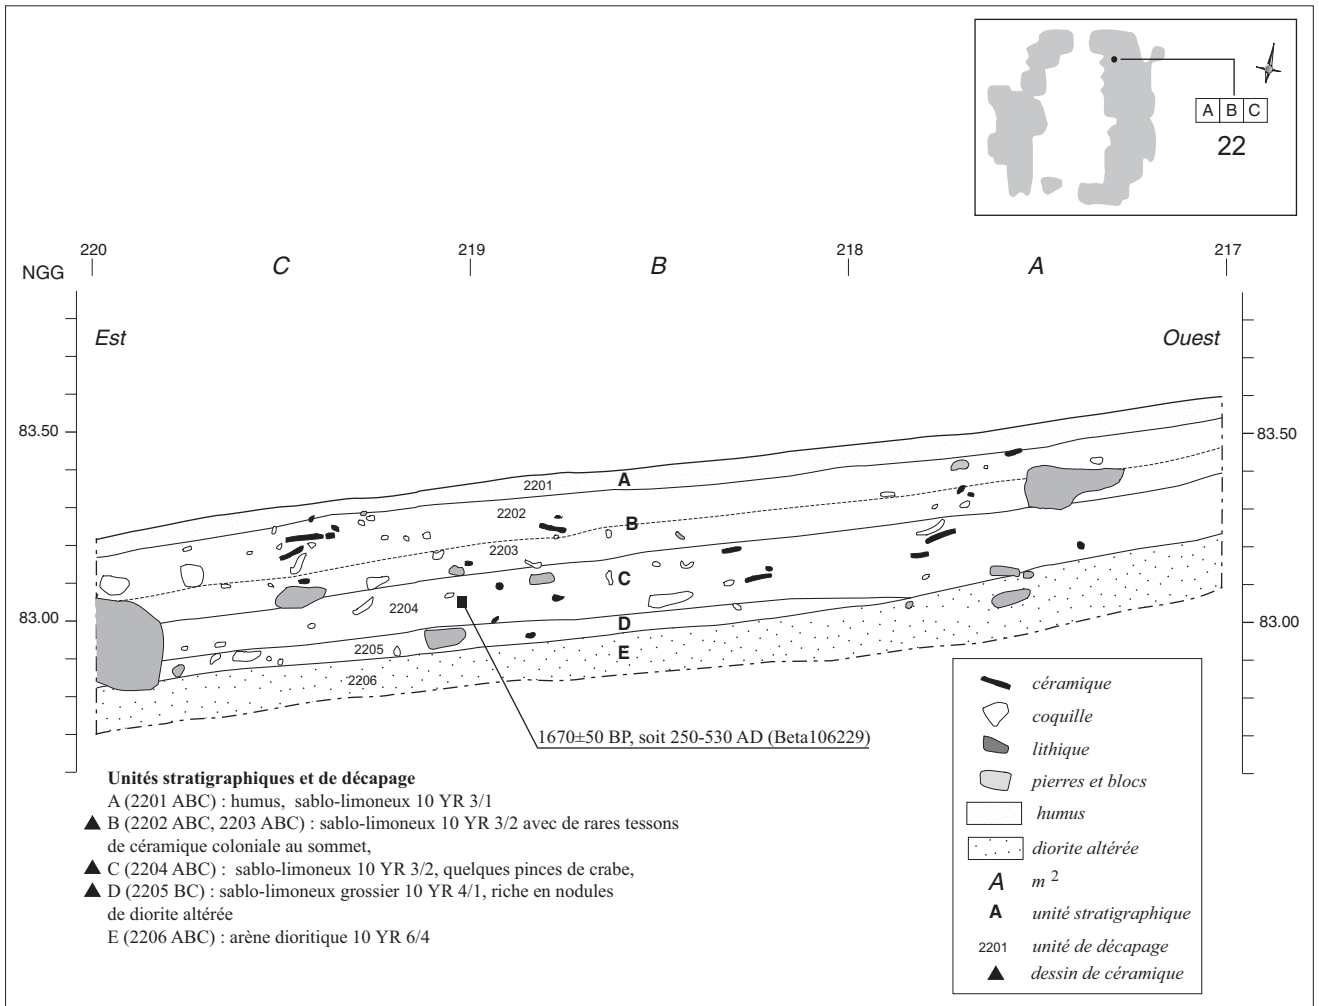 A B C
22
220 219 218 217
NGG C B A
Est Ouest
83.50 83.50
2201 A
2202 B
2203
C
2204
83.00 D 83.00
2205 E
2206
1670±50 BP, soit 250-530 AD (Beta106229)
Unités stratigraphiques et de décapage
A (2201 ABC) : humus, sablo-limoneux 10 YR 3/1
▲ B (2202 ABC, 2203 ABC) : sablo-limoneux 10 YR 3/2 avec de rares tessons
de céramique coloniale au sommet,
▲ C (2204 ABC) : sablo-limoneux 10 YR 3/2, quelques pinces de crabe,
▲ D (2205 BC) : sablo-limoneux grossier 10 YR 4/1, riche en nodules
de diorite altérée
E (2206 ABC) : arène dioritique 10 YR 6/4
céramique
coquille
lithique
pierres et blocs
humus
diorite altérée
A m 2
A unité stratigraphique
2201 unité de décapage
▲ dessin de céramique